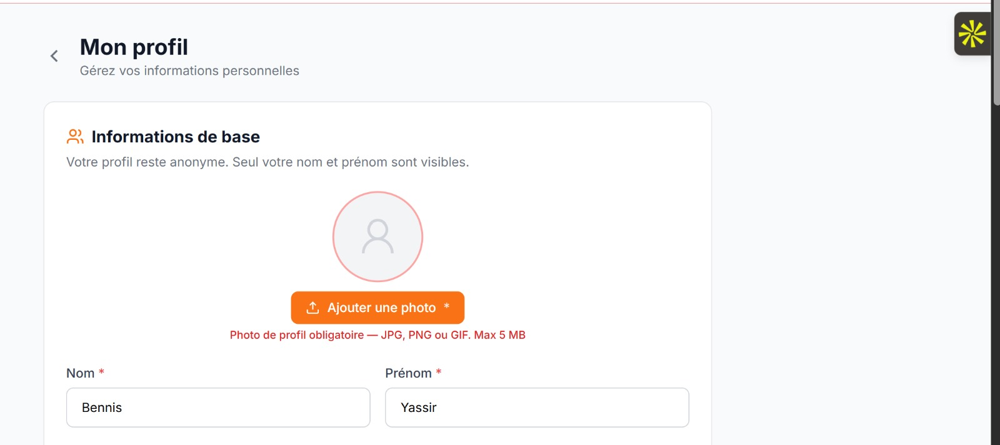 Mon profil
Gérez vos informations personnelles
Informations de base
Votre profil reste anonyme. Seul votre nom et prénom sont visibles.
Ajouter une photo *
Photo de profil obligatoire — JPG, PNG ou GIF. Max 5 MB
Nom * Prénom *
Bennis Yassir